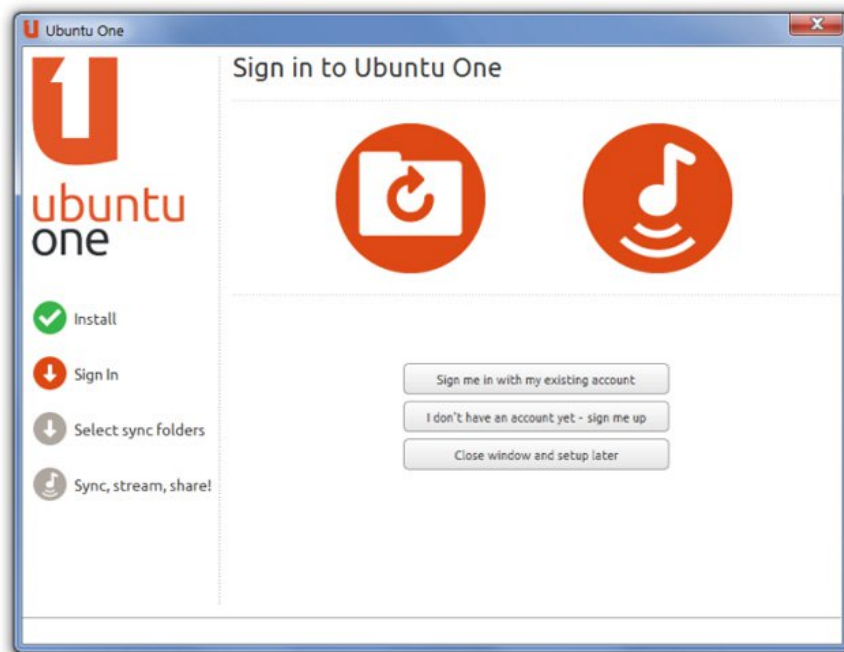 Ubuntu One
Sign in to Ubuntu One
ubuntu
one
Install
Sign In
Select sync folders
Sync, stream, share!
Sign me in with my existing account
I don't have an account yet - sign me up
Close window and setup later